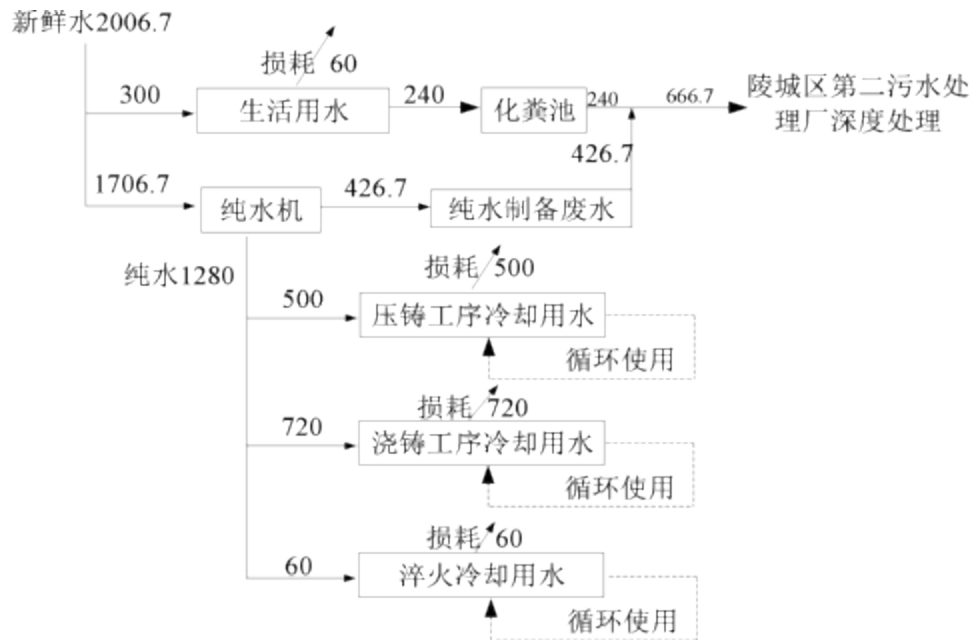 新鲜水2006.7
损耗 60
300
生活用水
240
化粪池
240
666.7
陵城区第二污水处
理厂深度处理
426.7
1706.7
纯水机
426.7
纯水制备废水
纯水1280
损耗 500
500
压铸工序冷却用水
循环使用
损耗 720
720
浇铸工序冷却用水
循环使用
损耗 60
60
淬火冷却用水
循环使用